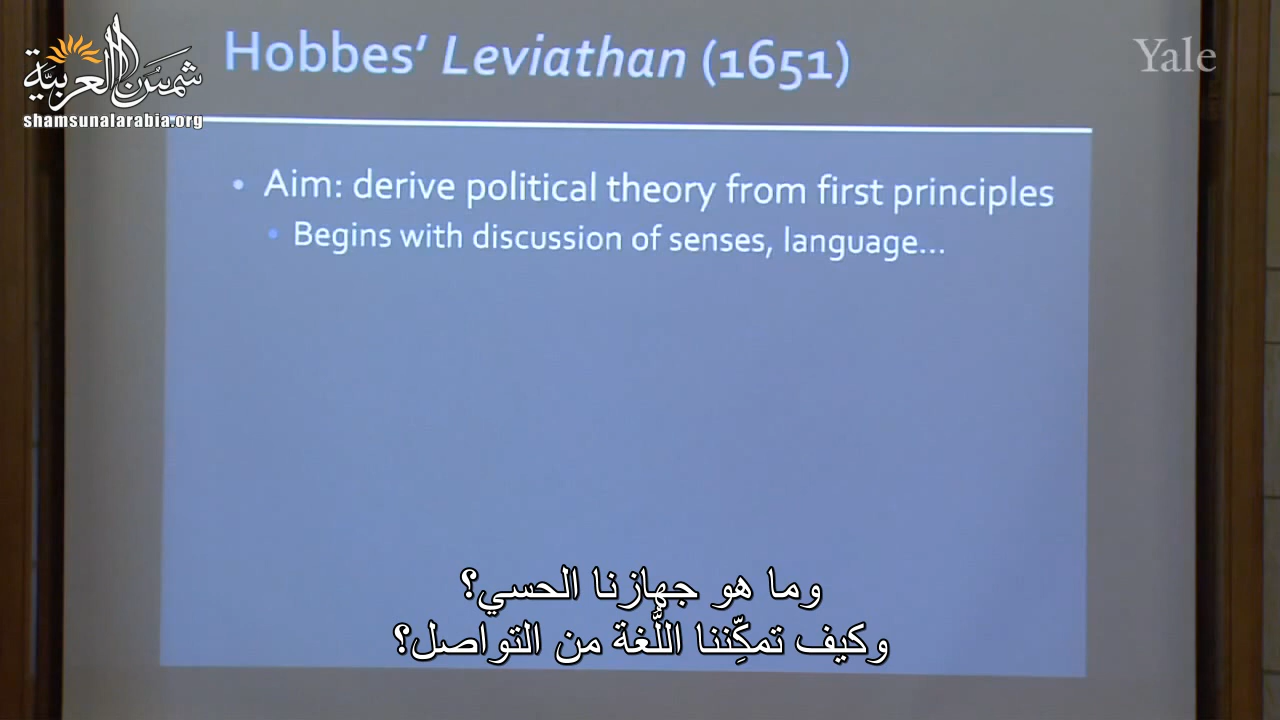 شمس العربية
shamsunalarabia.org
Hobbes' Leviathan (1651)
Yale
• Aim: derive political theory from first principles
• Begins with discussion of senses, language...
وما هو جهازنا الحسي؟
وكيف تمكِّننا اللُّغة من التواصل؟